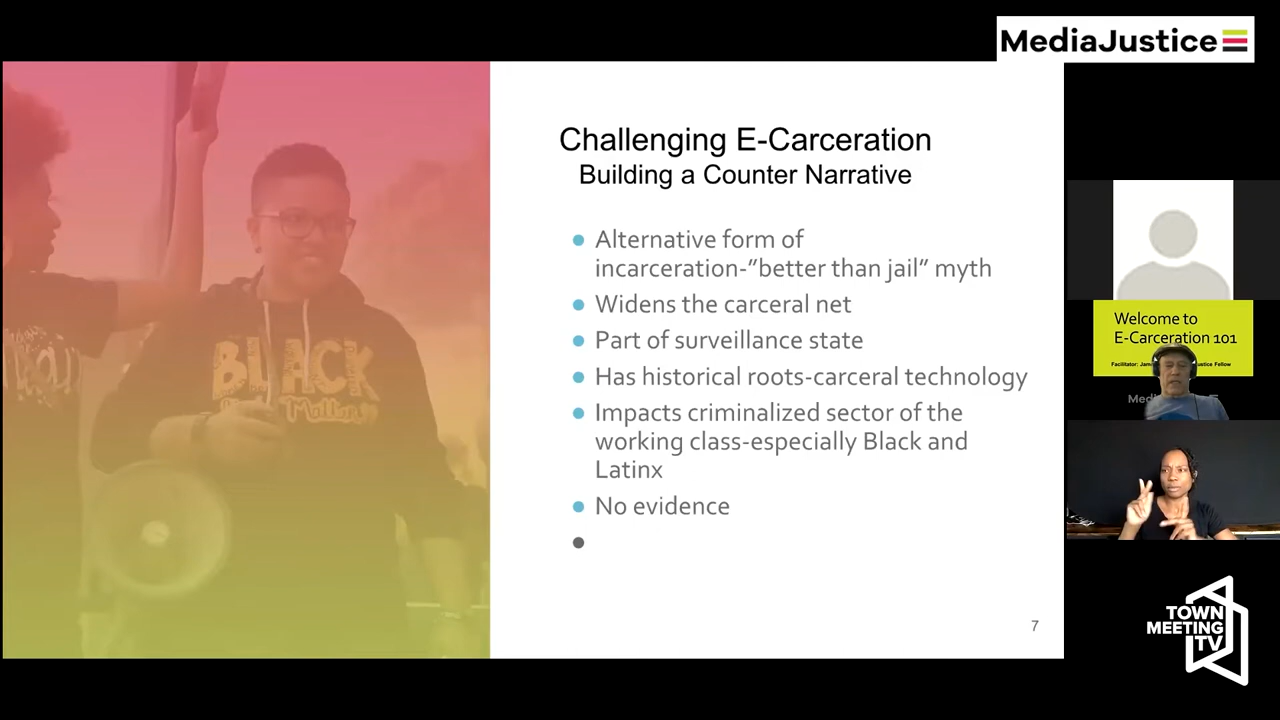 MediaJustice
Challenging E-Carceration
Building a Counter Narrative
Alternative form of
incarceration-”better than jail” myth
Widens the carceral net
Part of surveillance state
Has historical roots-carceral technology
Impacts criminalized sector of the
working class-especially Black and
Latinx
No evidence
7
BLACK
Welcome to
E-Carceration 101
Facilitator:
Fellow
TOWN
MEETING
TV